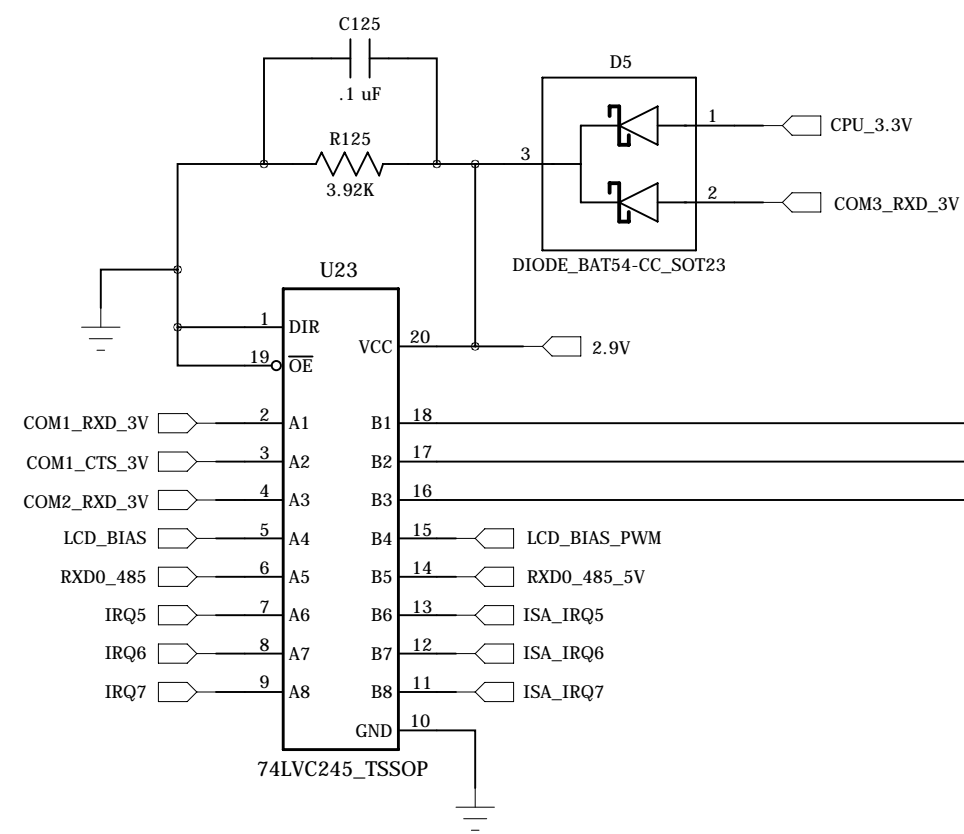 C125
.1 uF
R125
3.92K
D5
1 CPU_3.3V
3
2 COM3_RXD_3V
DIODE_BAT54-CC_SOT23
U23
1 DIR
VCC 20 2.9V
19 OE
COM1_RXD_3V 2 A1 B1 18
COM1_CTS_3V 3 A2 B2 17
COM2_RXD_3V 4 A3 B3 16
LCD_BIAS 5 A4 B4 15 LCD_BIAS_PWM
RXD0_485 6 A5 B5 14 RXD0_485_5V
IRQ5 7 A6 B6 13 ISA_IRQ5
IRQ6 8 A7 B7 12 ISA_IRQ6
IRQ7 9 A8 B8 11 ISA_IRQ7
GND 10
74LVC245_TSSOP